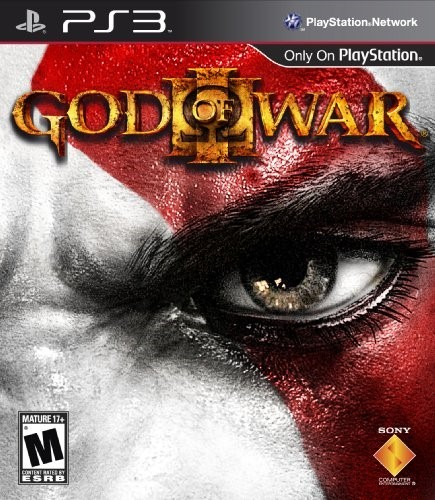 PS3
PlayStation®Network
Only On PlayStation®
GOD OF WAR III
®
MATURE 17+
M
CONTENT RATED BY
ESRB
SONY
COMPUTER
ENTERTAINMENT®